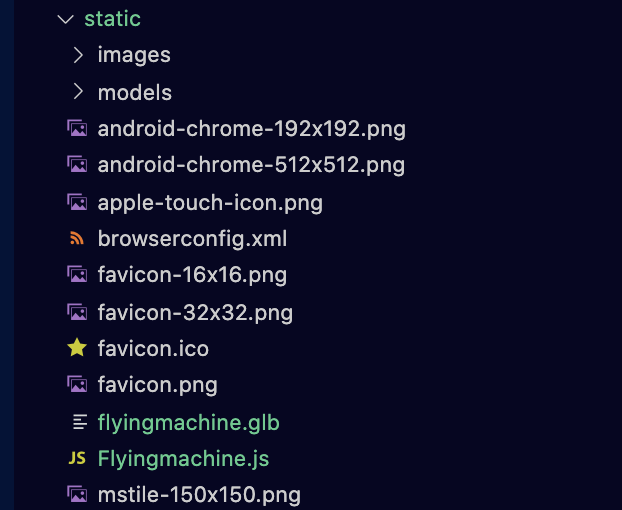 static
images
models
android-chrome-192x192.png
android-chrome-512x512.png
apple-touch-icon.png
browserconfig.xml
favicon-16x16.png
favicon-32x32.png
favicon.ico
favicon.png
flyingmachine.glb
JS Flyingmachine.js
mstile-150x150.png